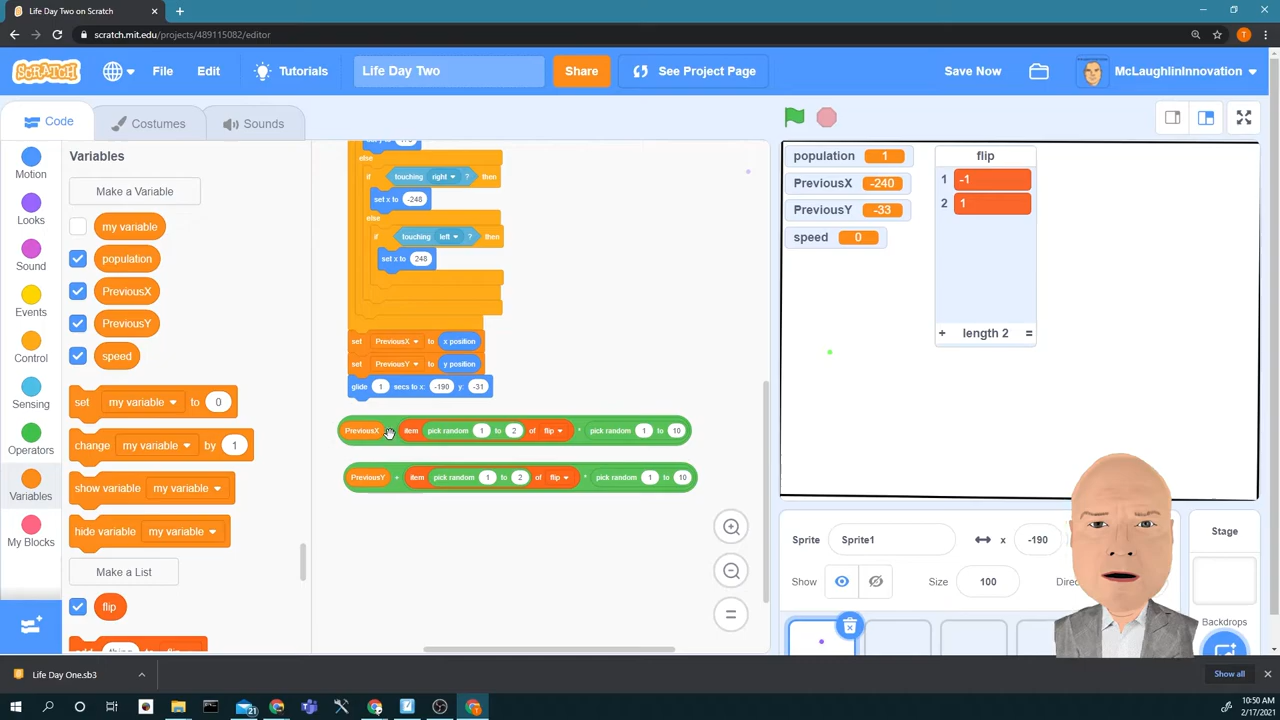 Life Day Two on Scratch
scratch.mit.edu/projects/489115082/editor
T
SCRATCH
File
Edit
Tutorials
Life Day Two
Share
See Project Page
Save Now
McLaughlinInnovation
Code
Costumes
Sounds
Motion
Looks
Sound
Events
Control
Sensing
Operators
Variables
My Blocks
Variables
Make a Variable
my variable
population
PreviousX
PreviousY
speed
set my variable to 0
change my variable by 1
show variable my variable
hide variable my variable
Make a List
flip
else
if touching right ? then
set x to -248
else
if touching left ? then
set x to 248
set PreviousX to x position
set PreviousY to y position
glide 1 secs to x: -190 y: -31
PreviousX item pick random 1 to 2 of flip * pick random 1 to 10
PreviousY + item pick random 1 to 2 of flip * pick random 1 to 10
population 1
PreviousX -240
PreviousY -33
speed 0
flip
1 -1
2 1
+ length 2 =
Sprite Sprite1 x -190
Show Size 100
Stage
Backdrops
Life Day One.sb3
Show all
21
10:50 AM
2/17/2021